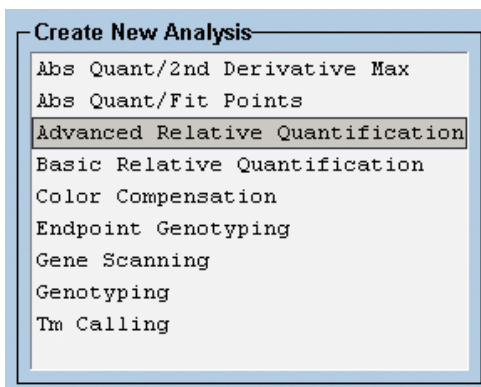 Create New Analysis
Abs Quant/2nd Derivative Max
Abs Quant/Fit Points
Advanced Relative Quantification
Basic Relative Quantification
Color Compensation
Endpoint Genotyping
Gene Scanning
Genotyping
Tm Calling